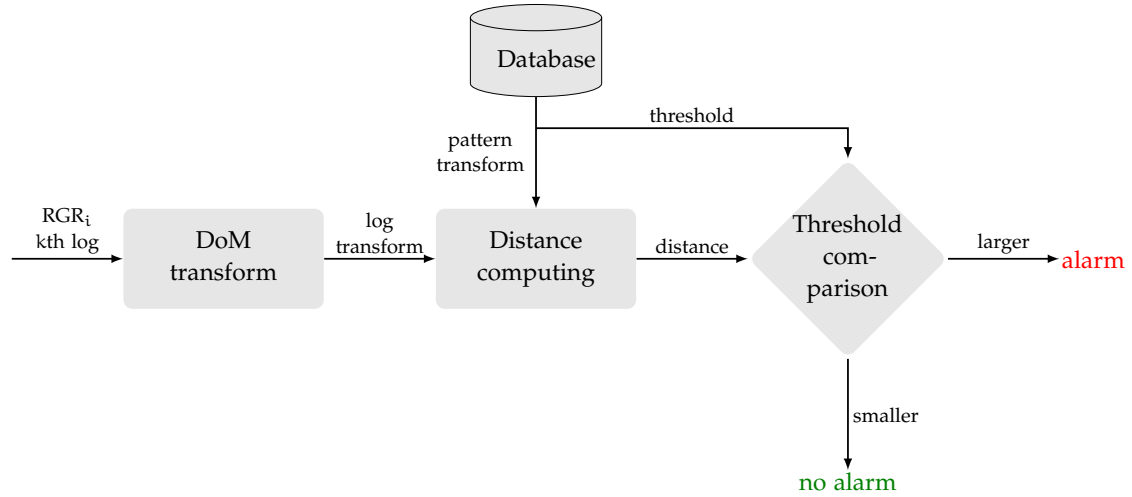 Database
threshold
pattern
transform
RGRᵢ
kth log
DoM
transform
log
transform
Distance
computing
distance
Threshold
com-
parison
larger
alarm
smaller
no alarm